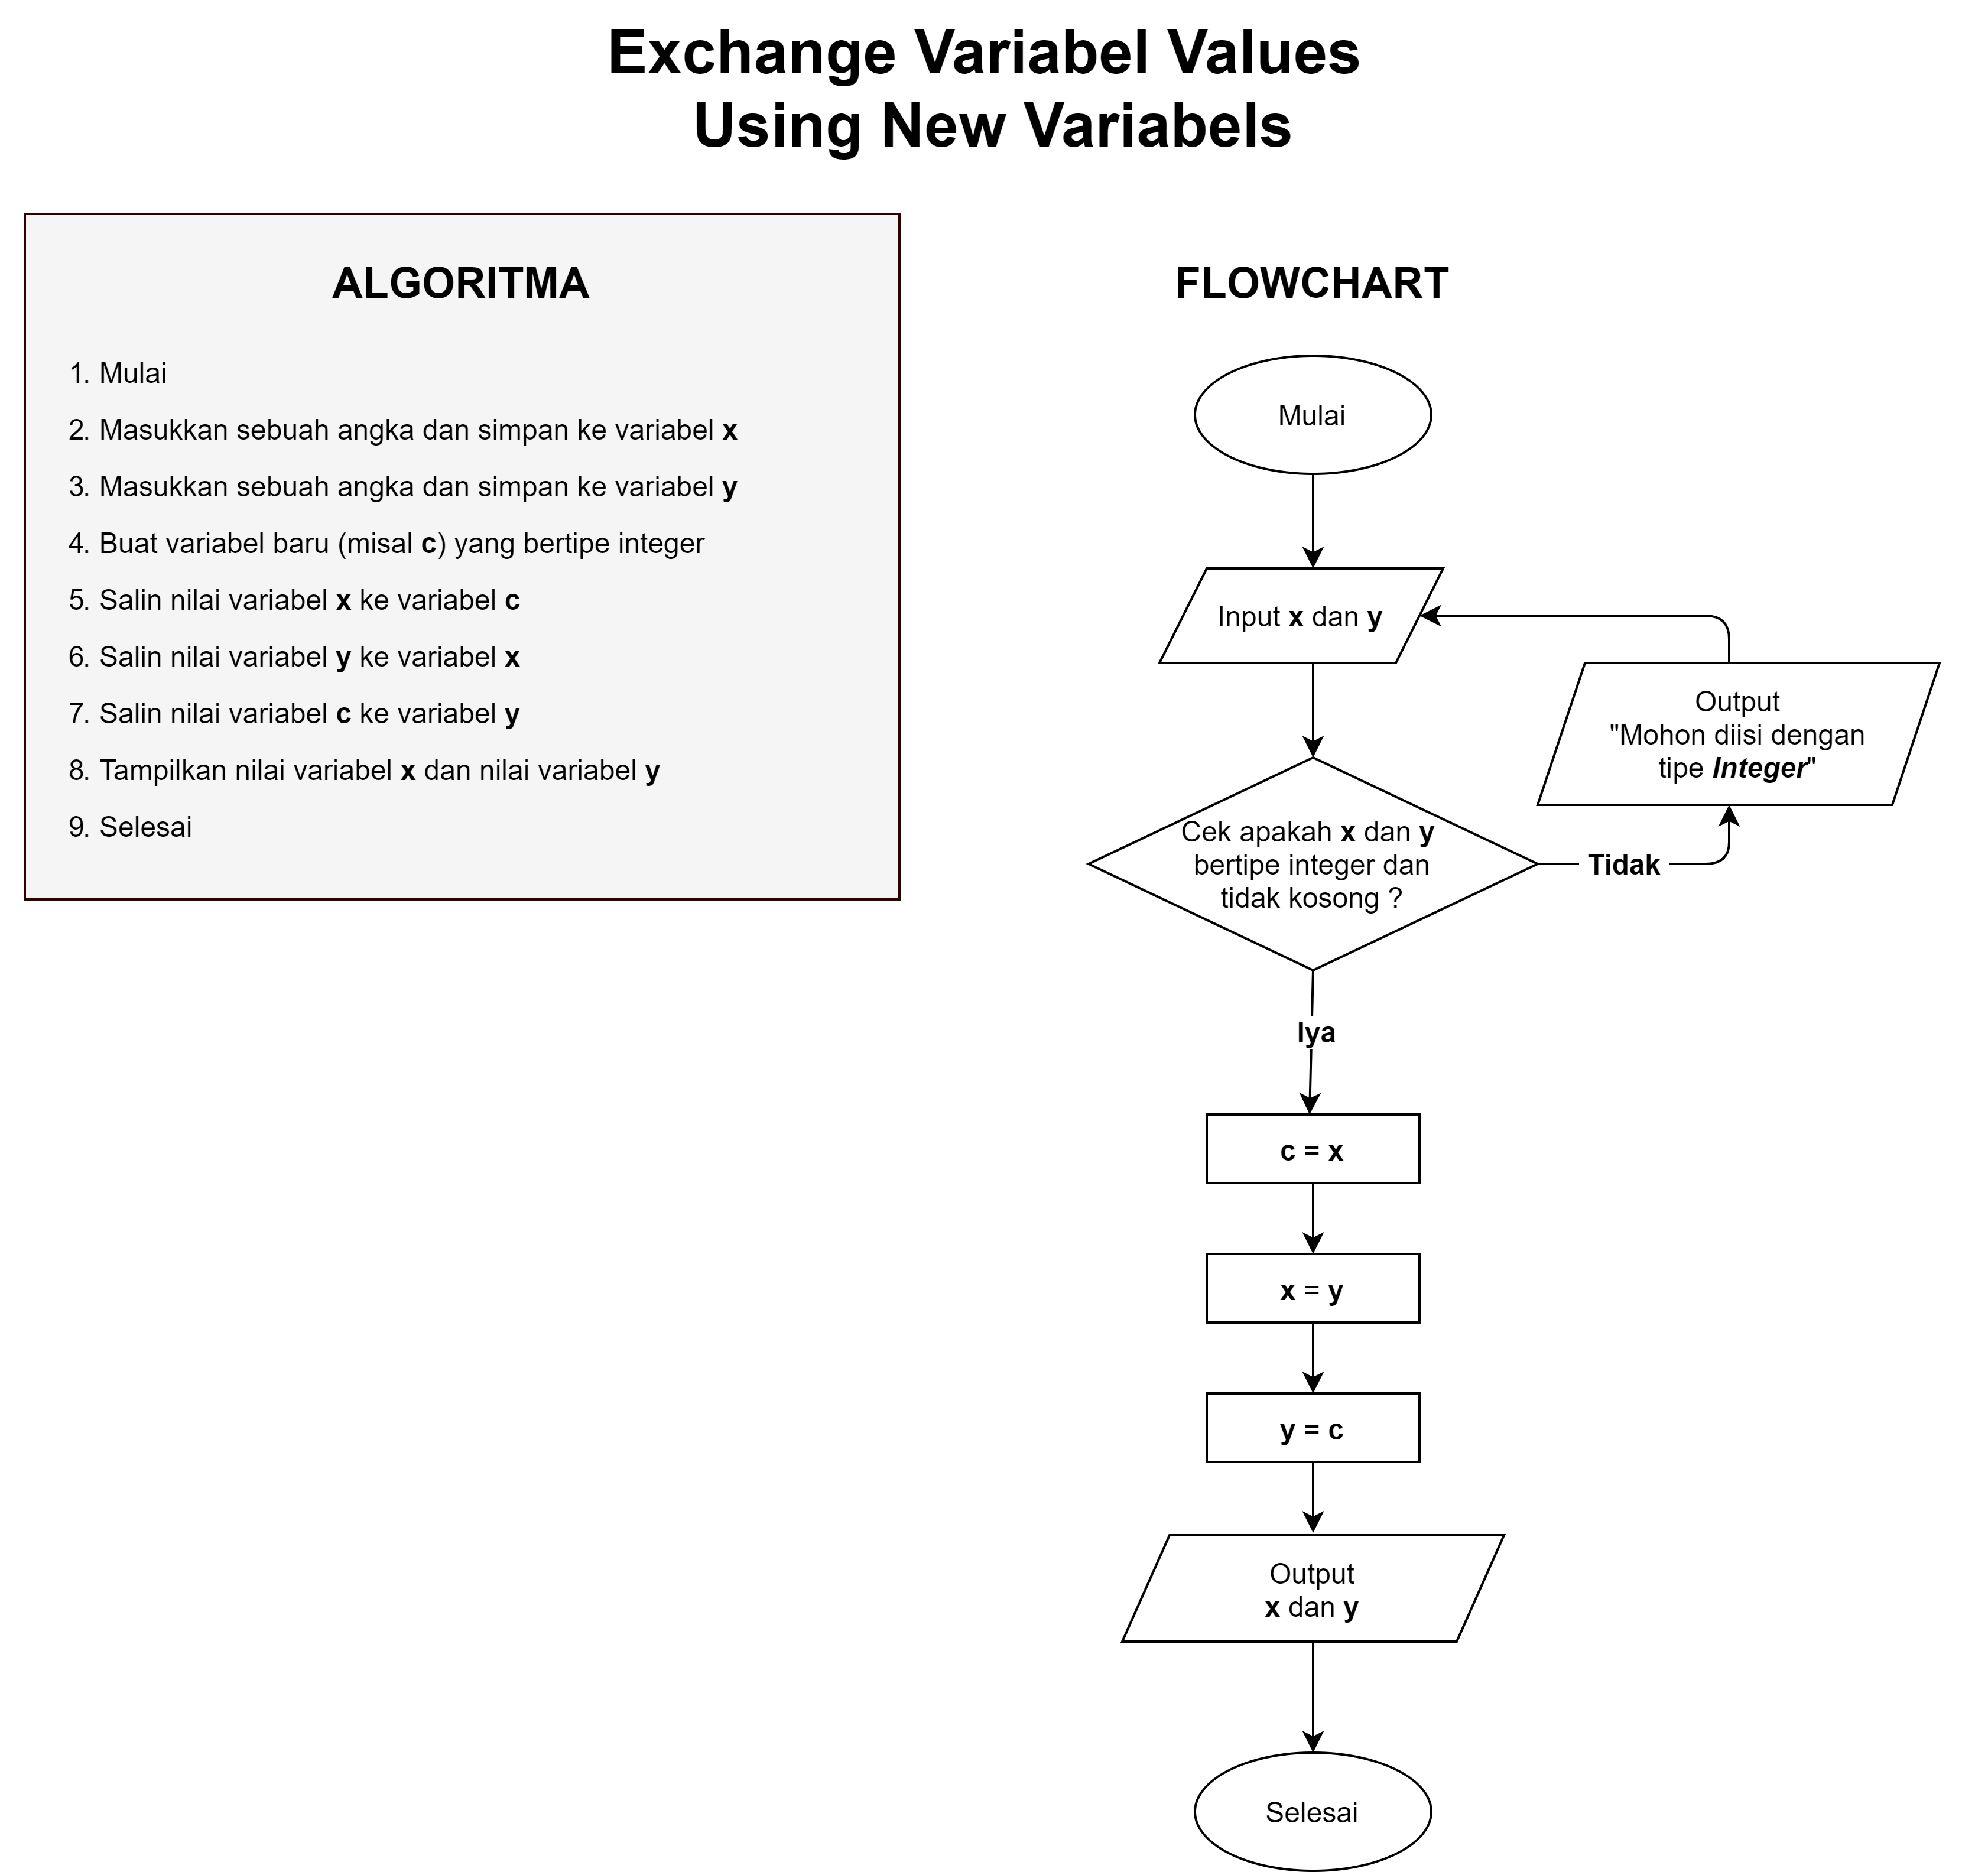 Exchange Variabel Values
Using New Variabels
ALGORITMA
1. Mulai
2. Masukkan sebuah angka dan simpan ke variabel x
3. Masukkan sebuah angka dan simpan ke variabel y
4. Buat variabel baru (misal c) yang bertipe integer
5. Salin nilai variabel x ke variabel c
6. Salin nilai variabel y ke variabel x
7. Salin nilai variabel c ke variabel y
8. Tampilkan nilai variabel x dan nilai variabel y
9. Selesai
FLOWCHART
Mulai
Input x dan y
Output
"Mohon diisi dengan
tipe Integer"
Cek apakah x dan y
bertipe integer dan
tidak kosong ?
Tidak
Iya
c = x
x = y
y = c
Output
x dan y
Selesai